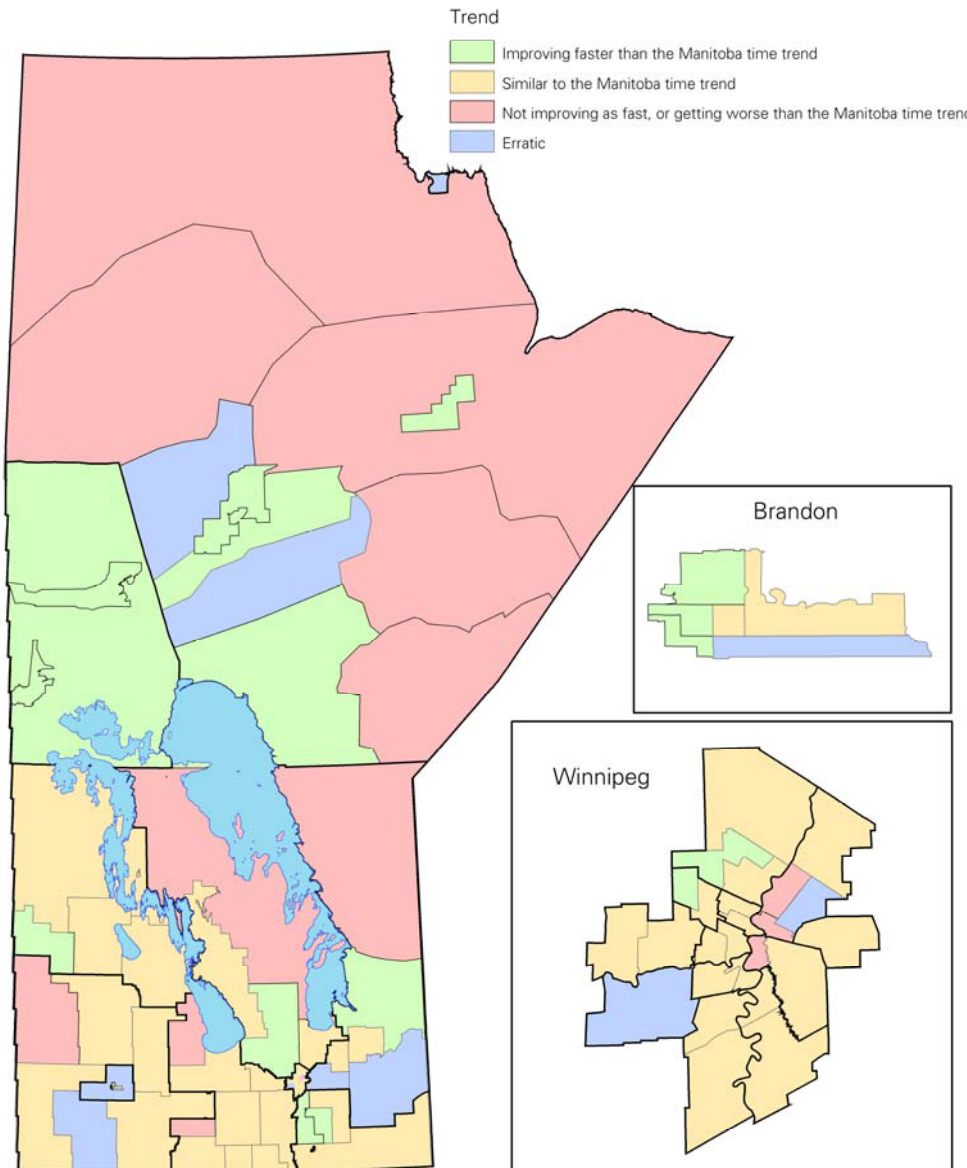 Trend
Improving faster than the Manitoba time trend
Similar to the Manitoba time trend
Not improving as fast, or getting worse than the Manitoba time trend
Erratic
Brandon
Winnipeg